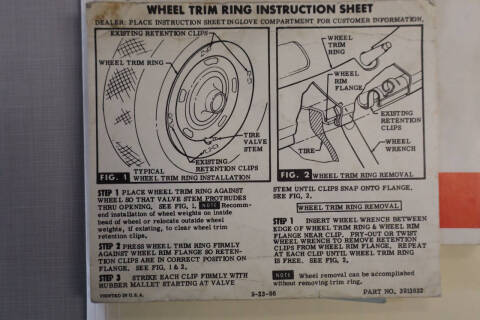 WHEEL TRIM RING INSTRUCTION SHEET
DEALER: PLACE INSTRUCTION SHEET IN GLOVE COMPARTMENT FOR CUSTOMER INFORMATION.
EXISTING RETENTION CLIPS
WHEEL TRIM RING
TIRE
VALVE
STEM
EXISTING
RETENTION CLIPS
FIG. 1
TYPICAL
WHEEL TRIM RING INSTALLATION
WHEEL
TRIM
RING
WHEEL
RIM
FLANGE
EXISTING
RETENTION
CLIPS
TIRE
WHEEL
WRENCH
FIG. 2 WHEEL TRIM RING REMOVAL
STEP 1 PLACE WHEEL TRIM RING AGAINST
WHEEL SO THAT VALVE STEM PROTRUDES
THRU OPENING, SEE FIG. 1. NOTE Recomm-
end installation of wheel weights on inside
bead of wheel or relocate outside wheel
weights, if existing, to clear wheel trim
retention clips.
STEP 2 PRESS WHEEL TRIM RING FIRMLY
AGAINST WHEEL RIM FLANGE SO RETEN-
TION CLIPS ARE IN CORRECT POSITION ON
FLANGE, SEE FIG. 1 & 2.
STEP 3 STRIKE EACH CLIP FIRMLY WITH
RUBBER MALLET STARTING AT VALVE
STEM UNTIL CLIPS SNAP ONTO FLANGE,
SEE FIG. 2.
WHEEL TRIM RING REMOVAL
STEP 1 INSERT WHEEL WRENCH BETWEEN
EDGE OF WHEEL TRIM RING & WHEEL RIM
FLANGE NEAR CLIP. PRY-OUT OR TWIST
WHEEL WRENCH TO REMOVE RETENTION
CLIPS FROM WHEEL RIM FLANGE. REPEAT
AT EACH CLIP UNTIL WHEEL TRIM RING
IS FREE. SEE FIG. 2.
NOTE Wheel removal can be accomplished
without removing trim ring.
PRINTED IN U.S.A.
PART NO.